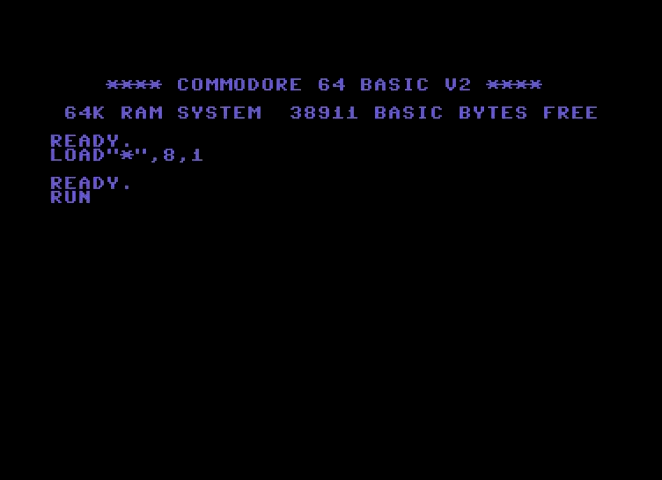 **** COMMODORE 64 BASIC V2 ****
64K RAM SYSTEM  38911 BASIC BYTES FREE
READY.
LOAD"*",8,1
READY.
RUN